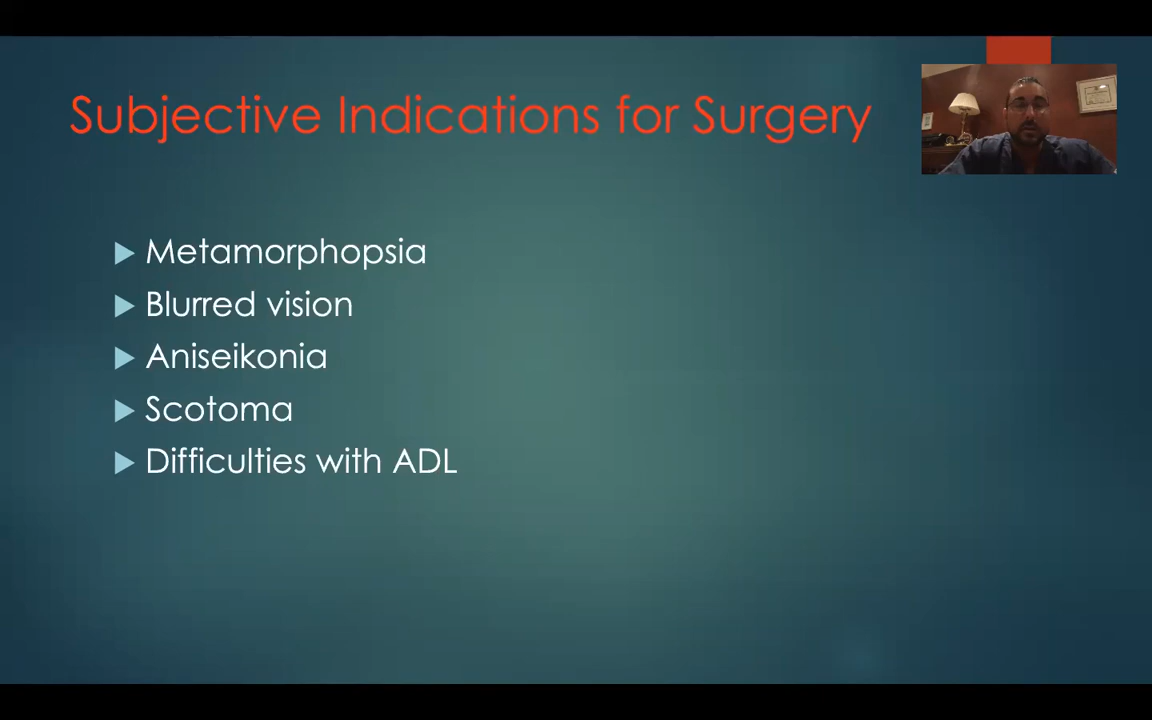 Subjective Indications for Surgery
Metamorphopsia
Blurred vision
Aniseikonia
Scotoma
Difficulties with ADL